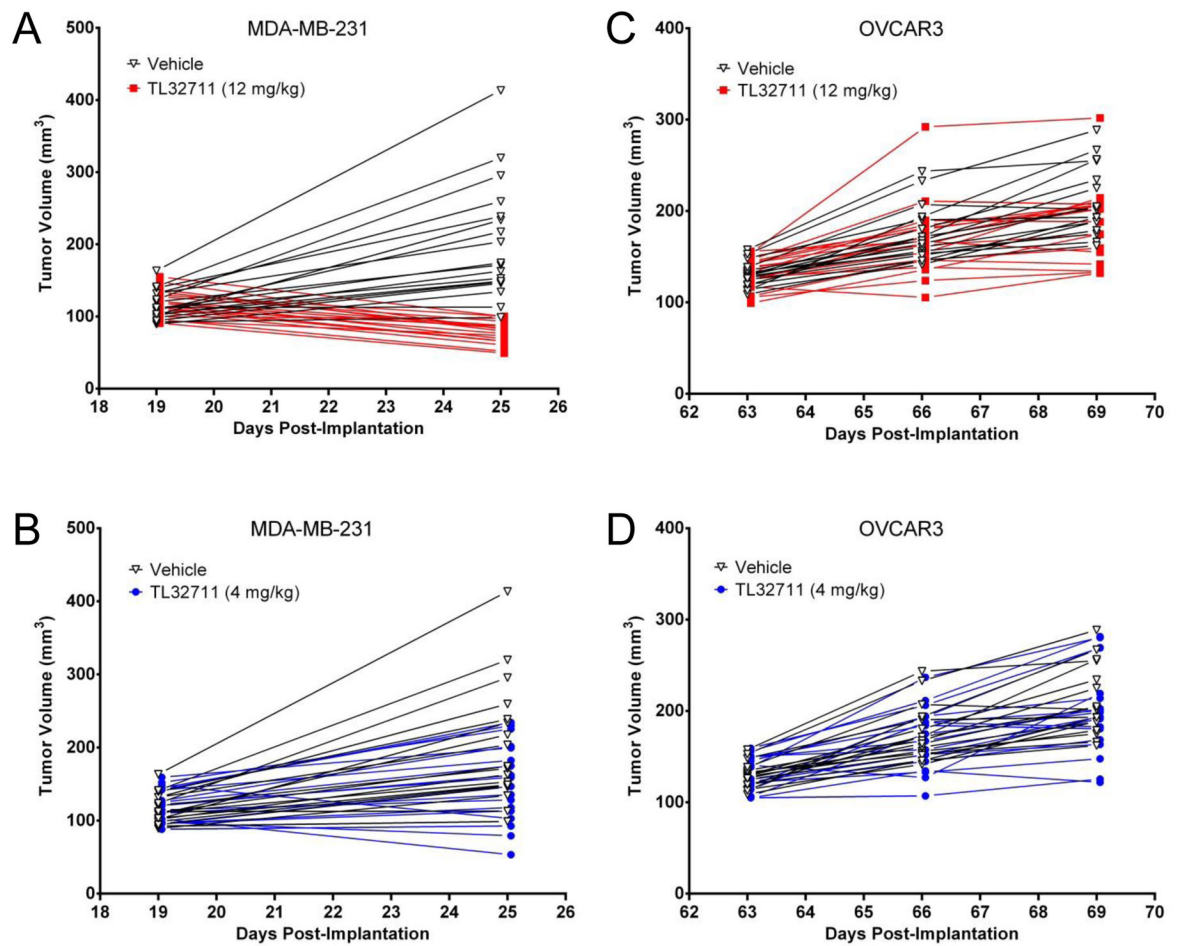 A
MDA-MB-231
Vehicle
TL32711 (12 mg/kg)
Tumor Volume (mm3)
500
400
300
200
100
0
18 19 20 21 22 23 24 25 26
Days Post-Implantation
C
OVCAR3
Vehicle
TL32711 (12 mg/kg)
Tumor Volume (mm3)
400
300
200
100
0
62 63 64 65 66 67 68 69 70
Days Post-Implantation
B
MDA-MB-231
Vehicle
TL32711 (4 mg/kg)
Tumor Volume (mm3)
500
400
300
200
100
0
18 19 20 21 22 23 24 25 26
Days Post-Implantation
D
OVCAR3
Vehicle
TL32711 (4 mg/kg)
Tumor Volume (mm3)
400
300
200
100
0
62 63 64 65 66 67 68 69 70
Days Post-Implantation